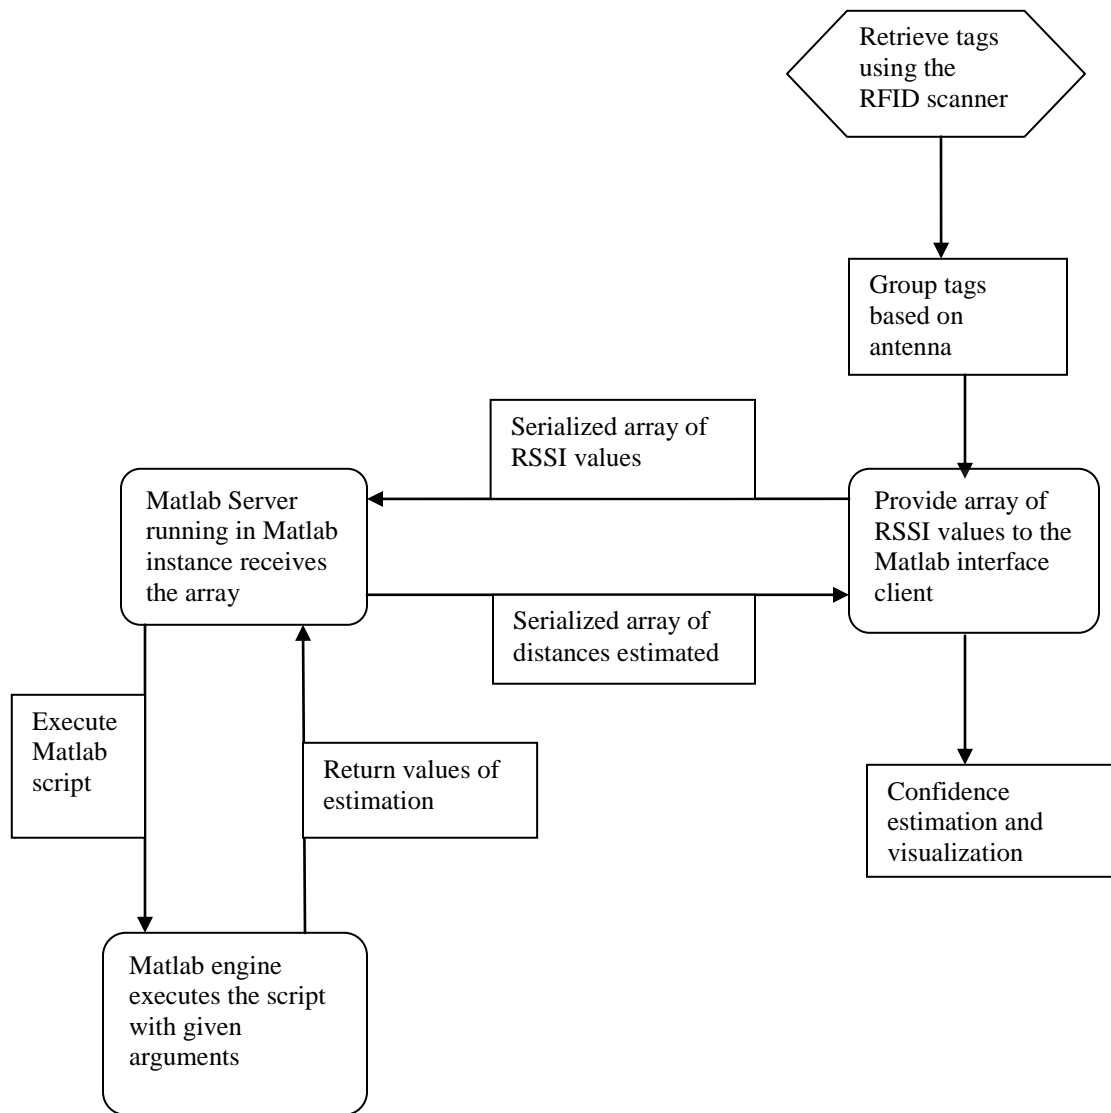 Retrieve tags
using the
RFID scanner
Group tags
based on
antenna
Serialized array of
RSSI values
Matlab Server
running in Matlab
instance receives
the array
Provide array of
RSSI values to the
Matlab interface
client
Serialized array of
distances estimated
Execute
Matlab
script
Return values of
estimation
Confidence
estimation and
visualization
Matlab engine
executes the script
with given
arguments